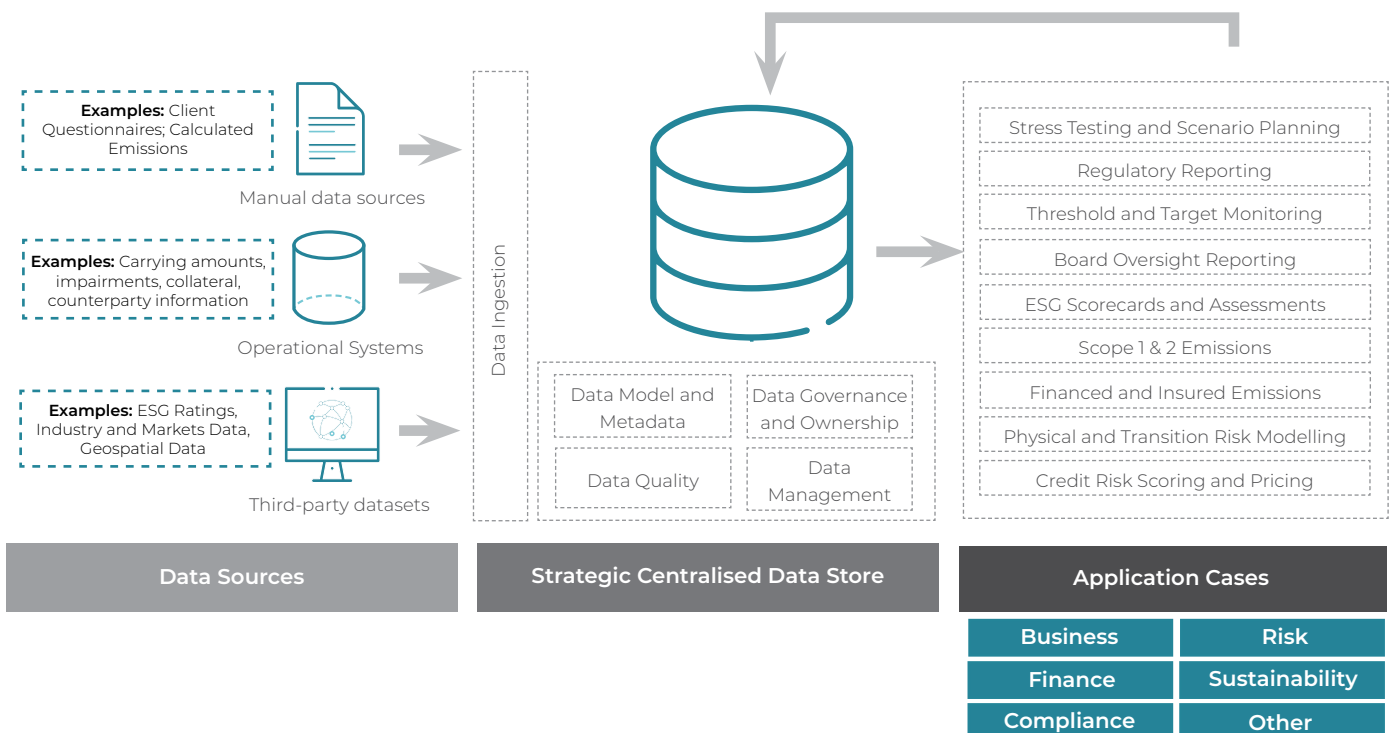 Examples: Client
Questionnaires; Calculated
Emissions
Manual data sources
Examples: Carrying amounts,
impairments, collateral,
counterparty information
Operational Systems
Examples: ESG Ratings,
Industry and Markets Data,
Geospatial Data
Third-party datasets
Data Sources
Data Ingestion
Data Model and
Metadata
Data Governance
and Ownership
Data Quality
Data
Management
Strategic Centralised Data Store
Stress Testing and Scenario Planning
Regulatory Reporting
Threshold and Target Monitoring
Board Oversight Reporting
ESG Scorecards and Assessments
Scope 1 & 2 Emissions
Financed and Insured Emissions
Physical and Transition Risk Modelling
Credit Risk Scoring and Pricing
Application Cases
Business
Risk
Finance
Sustainability
Compliance
Other